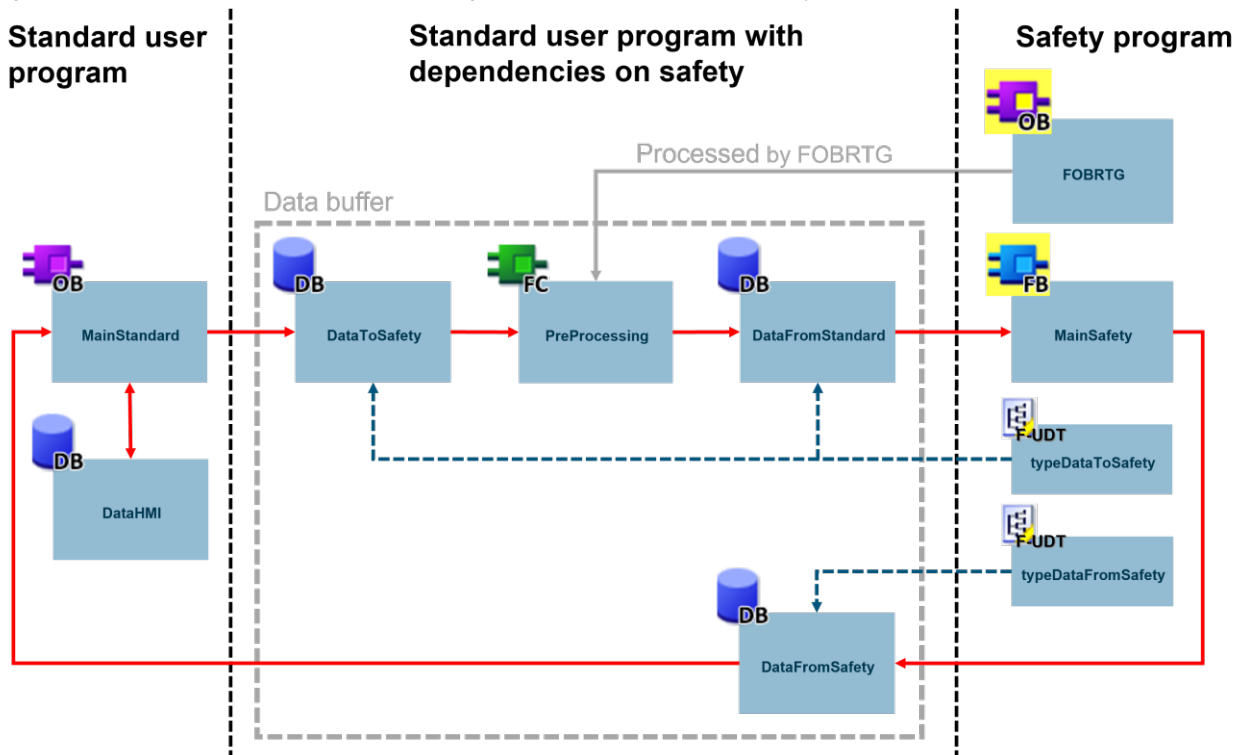 Standard user
program
Standard user program with
dependencies on safety
Safety program
OB
FOBRTG
Processed by FOBRTG
Data buffer
OB
MainStandard
DB
DataToSafety
FC
PreProcessing
DB
DataFromStandard
FB
MainSafety
DB
DataHMI
F-UDT
typeDataToSafety
F-UDT
typeDataFromSafety
DB
DataFromSafety